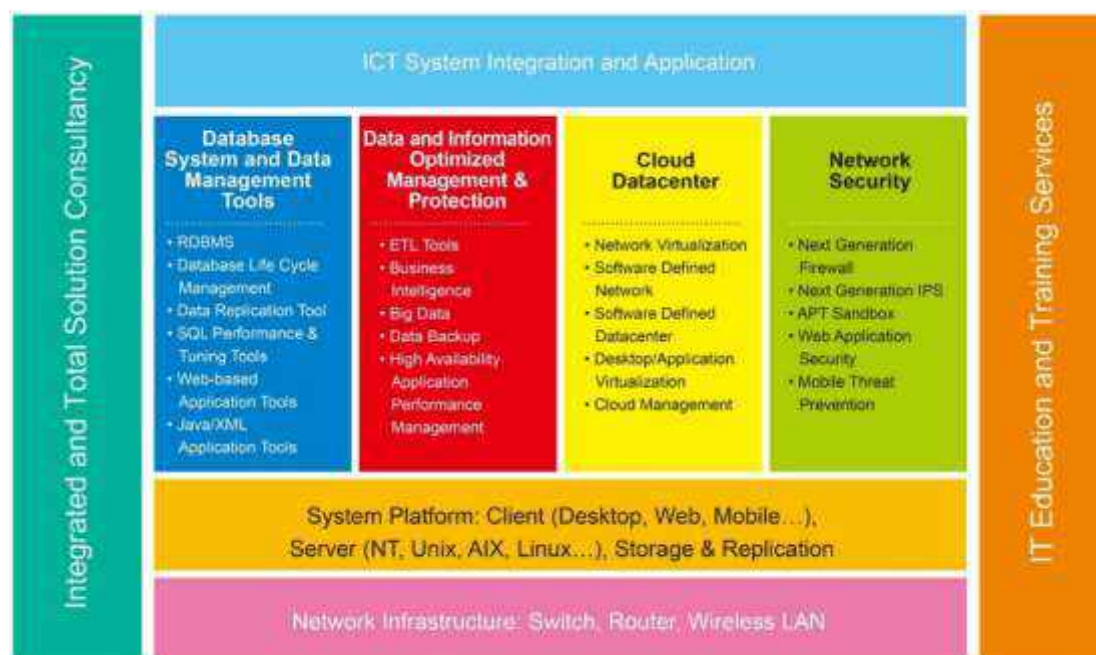 Integrated and Total Solution Consultancy
ICT System Integration and Application
Database
System and Data
Management
Tools
• RDBMS
• Database Life Cycle
Management
• Data Replication Tool
• SQL Performance &
Tuning Tools
• Web-based
Application Tools
• Java/XML
Application Tools
Data and Information
Optimized
Management &
Protection
• ETL Tools
• Business
Intelligence
• Big Data
• Data Backup
• High Availability
Application
Performance
Management
Cloud
Datacenter
• Network Virtualization
• Software Defined
Network
• Software Defined
Datacenter
• Desktop/Application
Virtualization
• Cloud Management
Network
Security
• Next Generation
Firewall
• Next Generation IPS
• APT Sandbox
• Web Application
Security
• Mobile Threat
Prevention
System Platform: Client (Desktop, Web, Mobile…),
Server (NT, Unix, AIX, Linux…), Storage & Replication
Network Infrastructure: Switch, Router, Wireless LAN
IT Education and Training Services